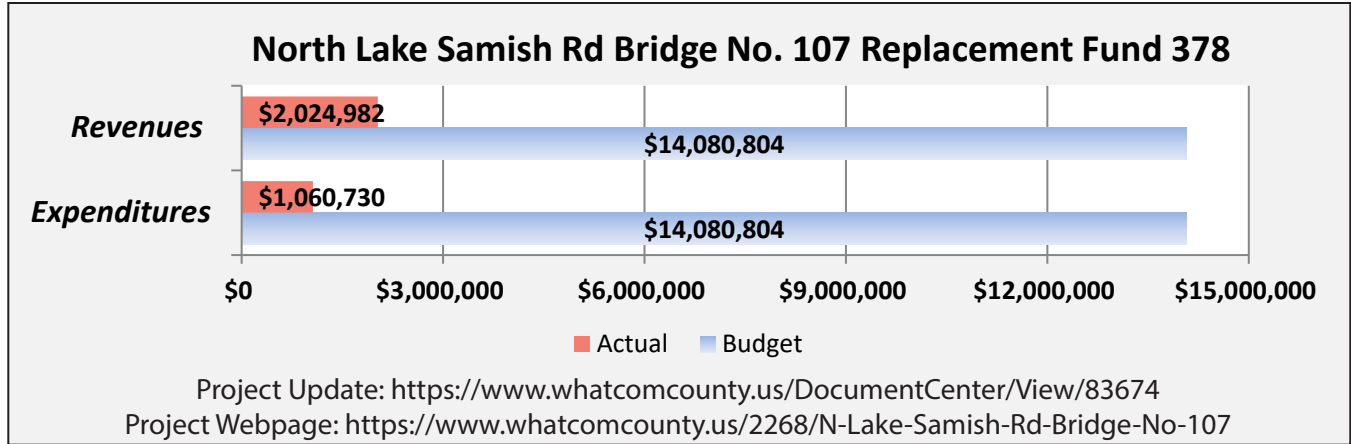 North Lake Samish Rd Bridge No. 107 Replacement Fund 378
Revenues
$2,024,982
$14,080,804
Expenditures
$1,060,730
$14,080,804
$0 $3,000,000 $6,000,000 $9,000,000 $12,000,000 $15,000,000
Actual Budget
Project Update: https://www.whatcomcounty.us/DocumentCenter/View/83674
Project Webpage: https://www.whatcomcounty.us/2268/N-Lake-Samish-Rd-Bridge-No-107